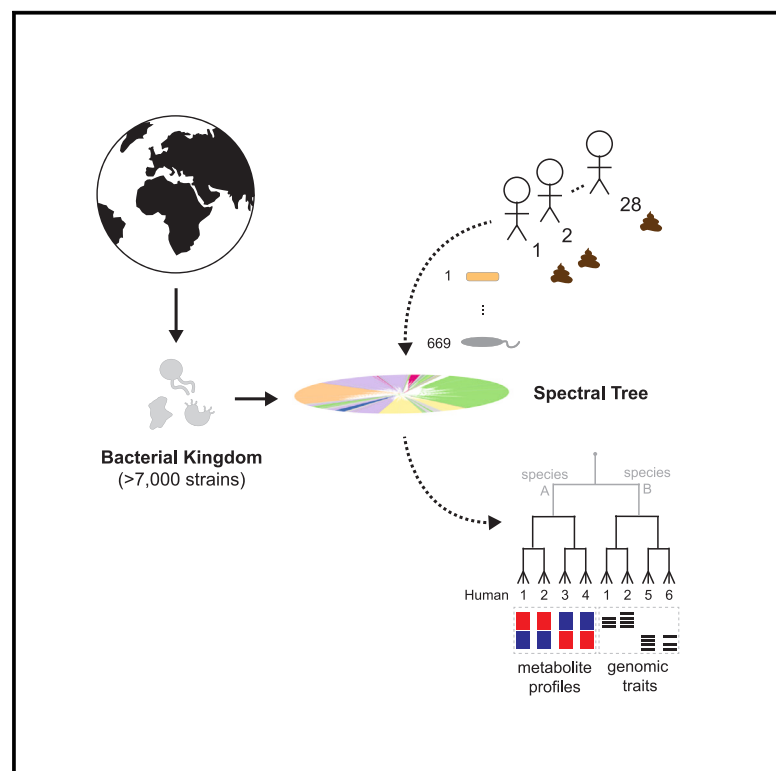 28
2
1
1
669
Spectral Tree
Bacterial Kingdom
(>7,000 strains)
species
A
species
B
Human 1 2 3 4 1 2 5 6
metabolite
profiles
genomic
traits